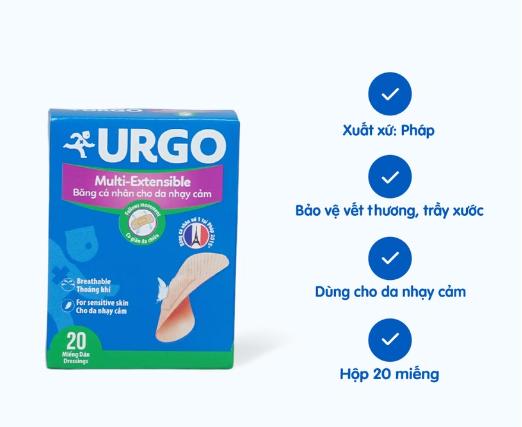 URGO
Multi-Extensible
Băng cá nhân cho da nhạy cảm
Follows movement
Co giãn đa chiều
Breathable
Thoáng khí
For sensitive skin
Cho da nhạy cảm
20
Miếng Dán
Dressings
Xuất xứ: Pháp
Bảo vệ vết thương, trầy xước
Dùng cho da nhạy cảm
Hộp 20 miếng